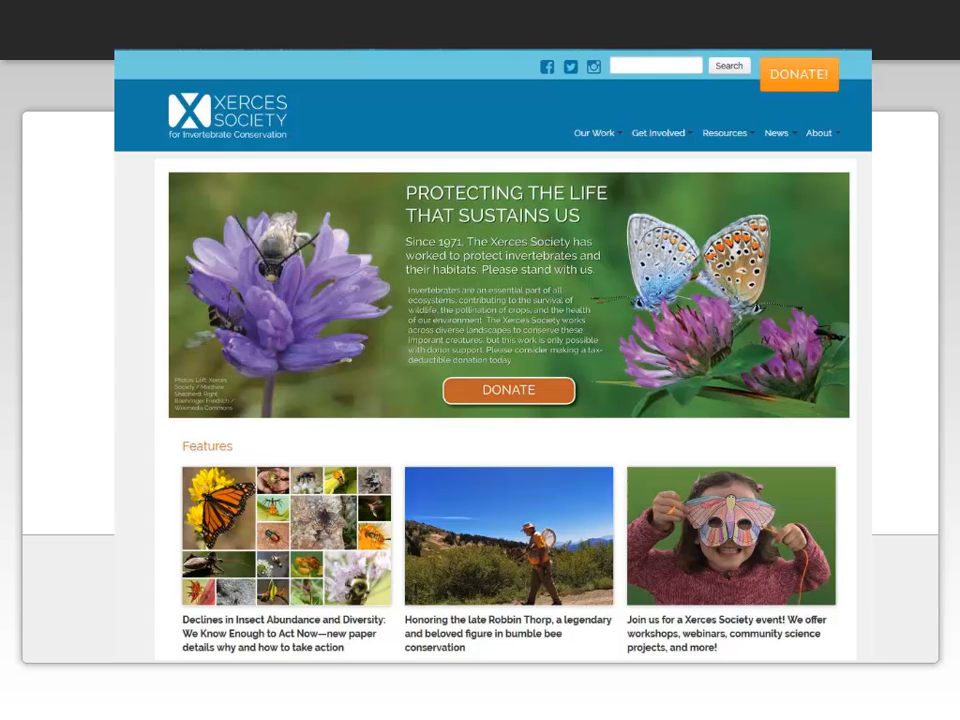 Search
DONATE!
XERCES
SOCIETY
for Invertebrate Conservation
Our Work
Get Involved
Resources
News
About
PROTECTING THE LIFE
THAT SUSTAINS US
Since 1971, The Xerces Society has
worked to protect invertebrates and
their habitats. Please stand with us.
Invertebrates are an essential part of all
ecosystems, contributing to the survival of
wildlife, the pollination of crops, and the health
of our environment. The Xerces Society works
across diverse landscapes to conserve these
important creatures, but this work is only possible
with donor support. Please consider making a tax-
deductible donation today.
DONATE
Photos: Left, Xerces
Society / Matthew
Shepherd. Right
Boehringer Friedrich /
Wikimedia Commons
Features
Declines in Insect Abundance and Diversity:
We Know Enough to Act Now—new paper
details why and how to take action
Honoring the late Robbin Thorp, a legendary
and beloved figure in bumble bee
conservation
Join us for a Xerces Society event! We offer
workshops, webinars, community science
projects, and more!